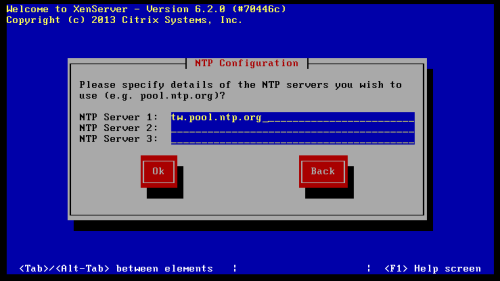 Welcome to XenServer - Version 6.2.0 (#70446c)
Copyright (c) 2013 Citrix Systems, Inc.
NTP Configuration
Please specify details of the NTP servers you wish to
use (e.g. pool.ntp.org)?
NTP Server 1: tw.pool.ntp.org
NTP Server 2:
NTP Server 3:
Ok Back
<Tab>/<Alt-Tab> between elements | | <F1> Help screen